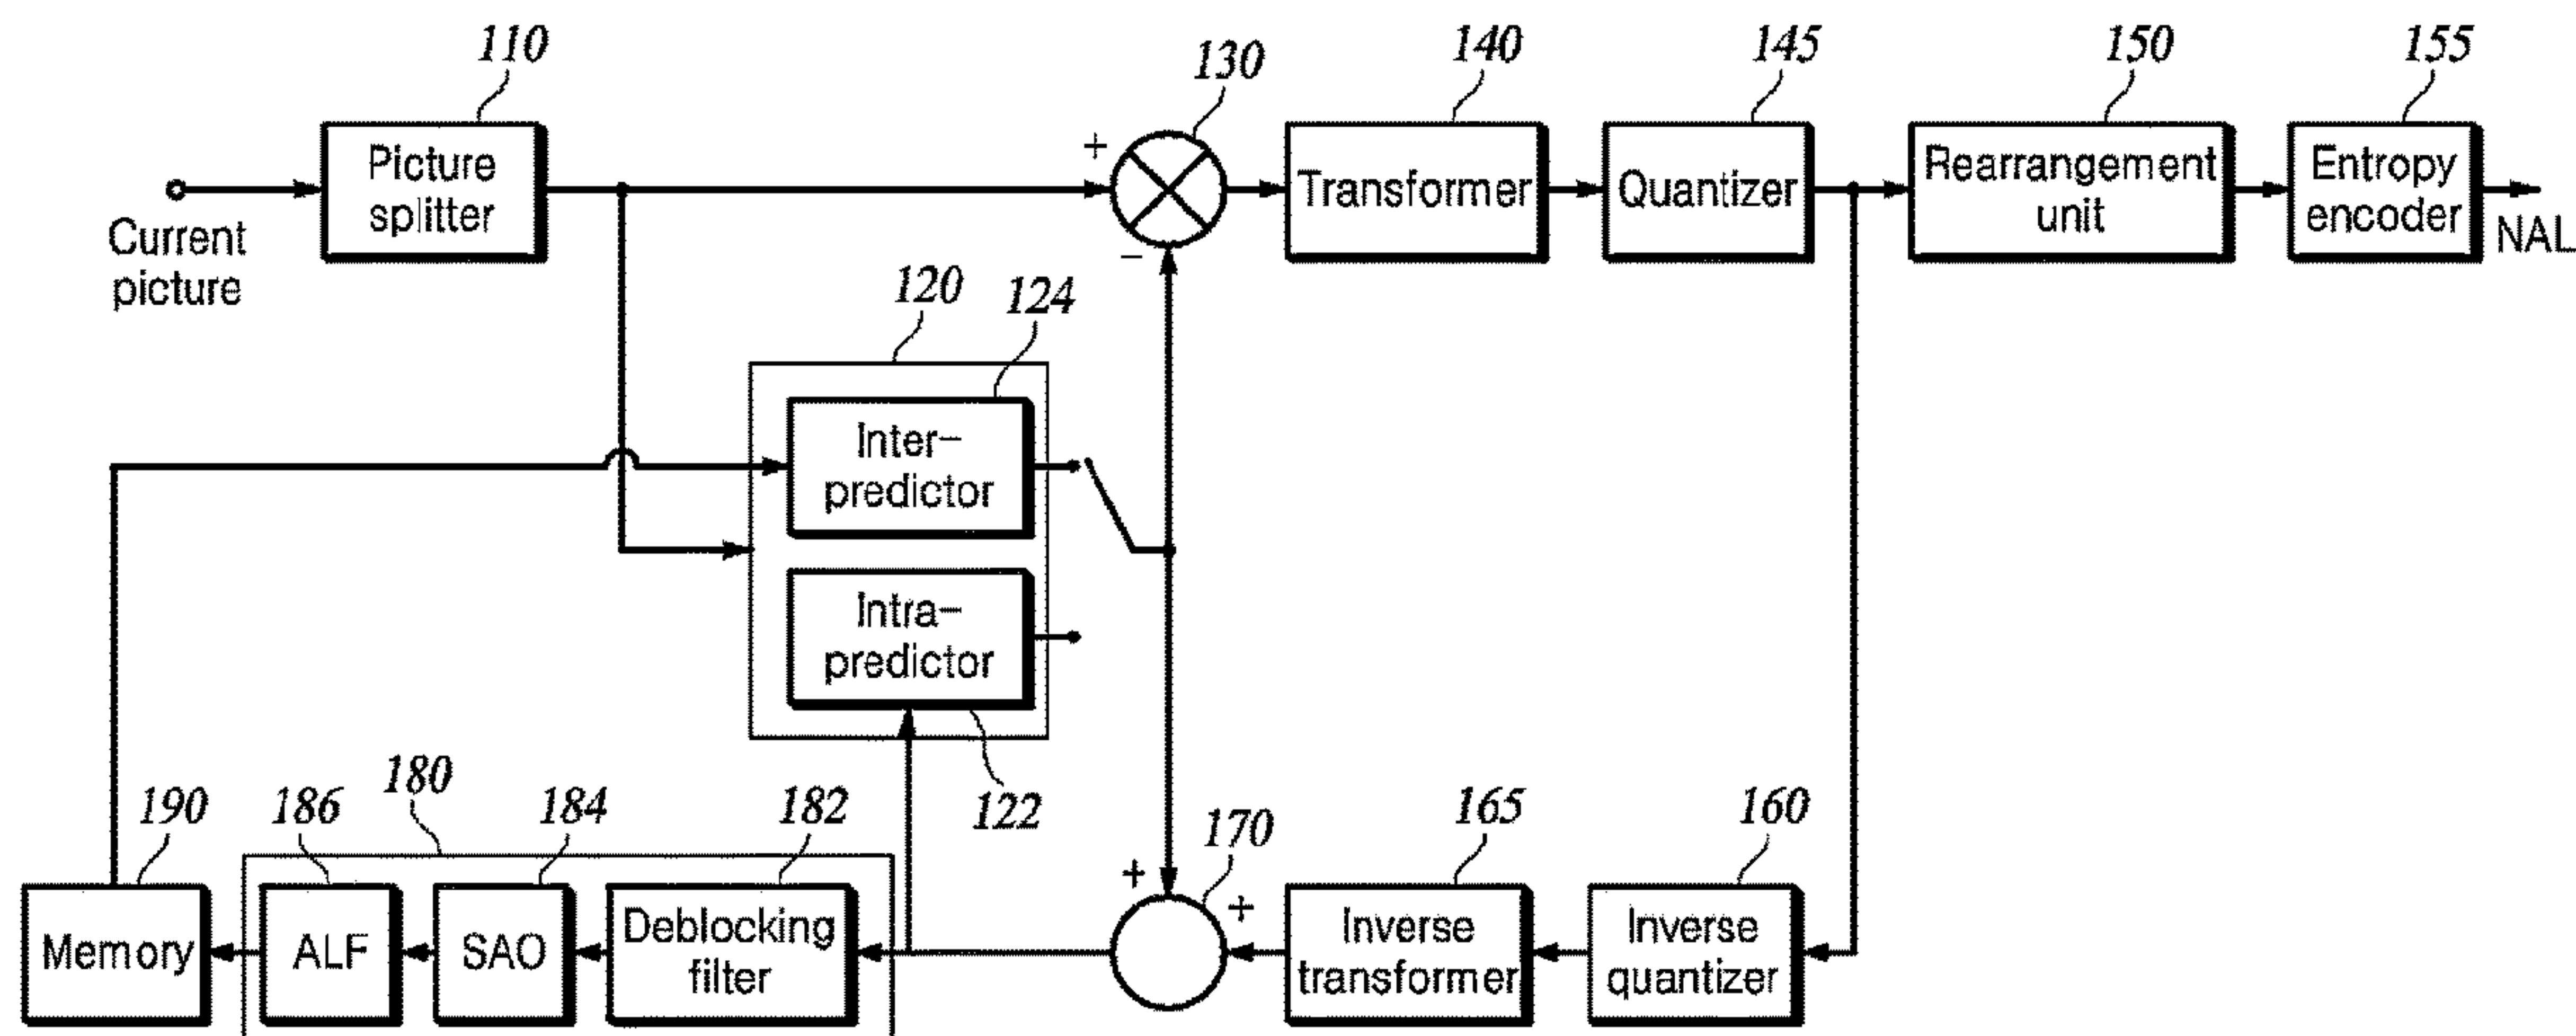 110
130
140
145
150
155
Picture
splitter
+
Transformer
Quantizer
Rearrangement
unit
Entropy
encoder
Current
picture
−
NAL
120
124
Inter−
predictor
Intra−
predictor
122
190
186
180
184
182
170
165
160
+
+
Memory
ALF
SAO
Deblocking
filter
Inverse
transformer
Inverse
quantizer